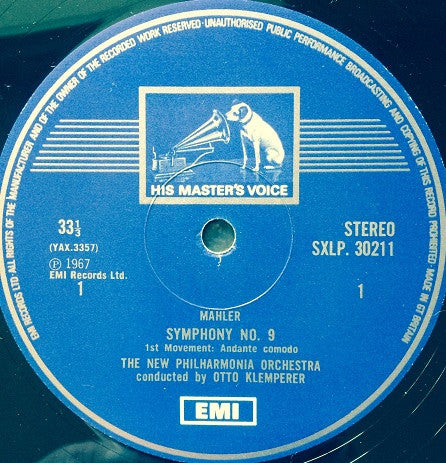 EMI RECORDS LTD·ALL RIGHTS OF THE MANUFACTURER AND OF THE OWNER OF THE RECORDED WORK RESERVED·UNAUTHORISED PUBLIC PERFORMANCE BROADCASTING AND COPYING OF THIS RECORD PROHIBITED MADE IN GT BRITAIN
HIS MASTER'S VOICE
33⅓
STEREO
(YAX.3357)
SXLP. 30211
Ⓟ 1967
EMI Records Ltd.
1
1
MAHLER
SYMPHONY NO. 9
1st Movement: Andante comodo
THE NEW PHILHARMONIA ORCHESTRA
conducted by OTTO KLEMPERER
EMI